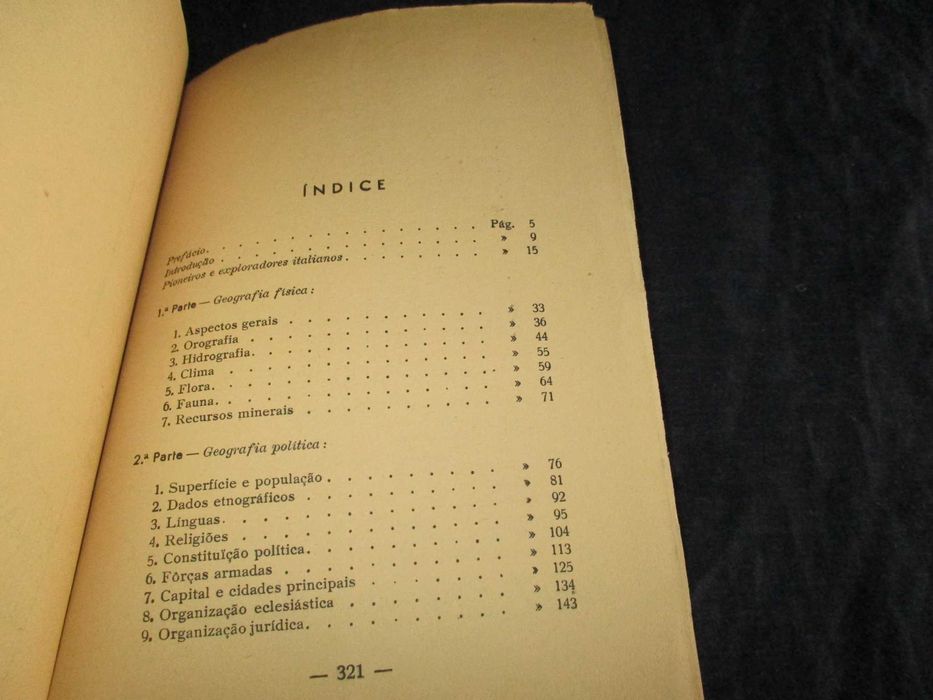 ÍNDICE
Prefácio. . . . . . . . . . . . . . Pág. 5
Introdução . . . . . . . . . . . . . » 9
Pioneiros e exploradores italianos . . . . . . » 15
1.ª Parte — Geografia física:
1. Aspectos gerais . . . . . . . . . . » 33
2. Orografia . . . . . . . . . . . . » 36
3. Hidrografia. . . . . . . . . . . . » 44
4. Clima . . . . . . . . . . . . . » 55
5. Flora. . . . . . . . . . . . . . » 59
6. Fauna. . . . . . . . . . . . . . » 64
7. Recursos minerais . . . . . . . . . » 71
2.ª Parte — Geografia política:
1. Superfície e população . . . . . . . . » 76
2. Dados etnográficos . . . . . . . . . » 81
3. Línguas. . . . . . . . . . . . . » 92
4. Religiões . . . . . . . . . . . . » 95
5. Constituïção política. . . . . . . . . » 104
6. Fôrças armadas . . . . . . . . . . » 113
7. Capital e cidades principais . . . . . . » 125
8. Organização eclesiástica . . . . . . . » 134
9. Organização jurídica. . . . . . . . . » 143
— 321 —